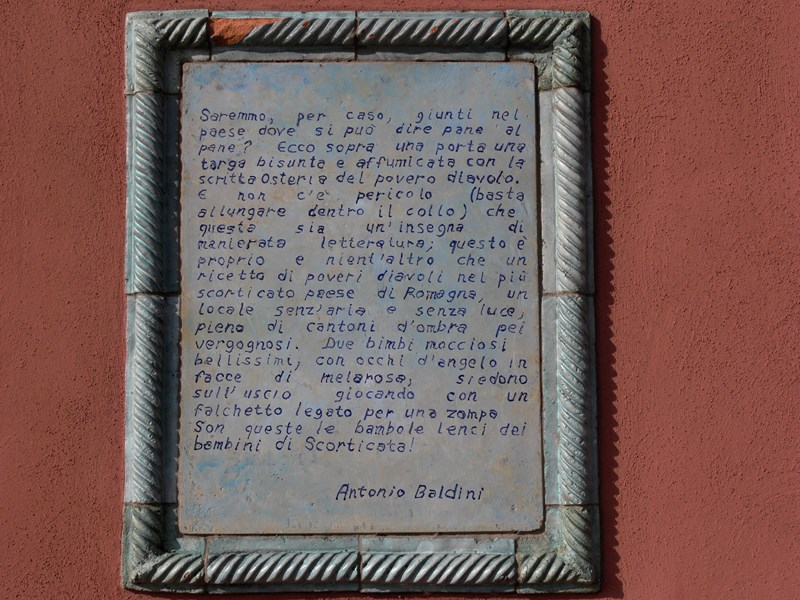 Saremmo, per caso, giunti nel
paese dove si può dire pane al
pane? Ecco sopra una porta una
targa bisunta e affumicata con la
scritta Osteria del povero diavolo.
E non c'è pericolo (basta
allungare dentro il collo) che
questa sia un'insegna di
manierata letteratura; questo è
proprio e nient'altro che un
ricetto di poveri diavoli nel più
scorticato paese di Romagna, un
locale senz'aria e senza luce,
pieno di cantoni d'ombra pei
vergognosi. Due bimbi mocciosi
bellissimi, con occhi d'angelo in
facce di melarosa, siedono
sull'uscio giocando con un
falchetto legato per una zampa
Son queste le bambole lenci dei
bambini di Scorticata!
Antonio Baldini